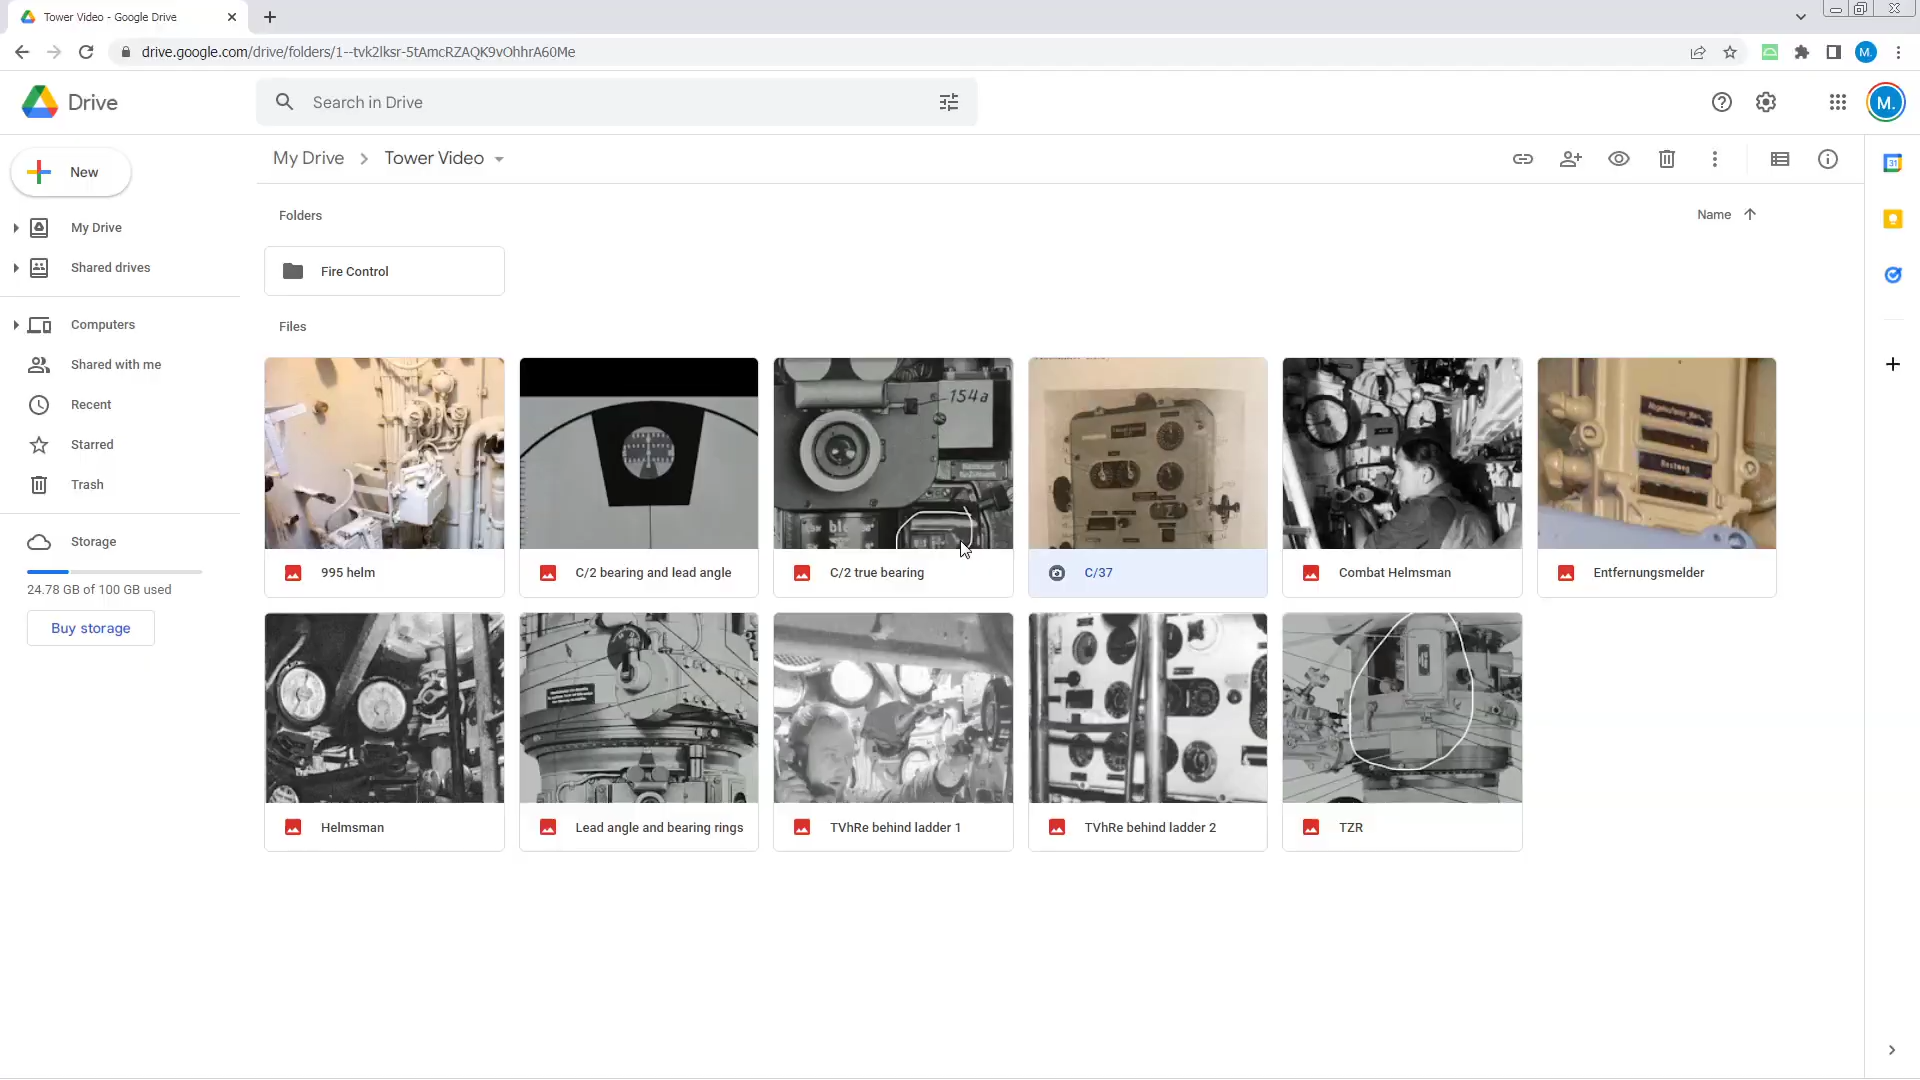 Tower Video - Google Drive
drive.google.com/drive/folders/1--tvk2lksr-5tAmcRZAQK9vOhhrA60Me
M.
Drive
Search in Drive
M.
New
My Drive
Tower Video
31
My Drive
Shared drives
Computers
Shared with me
Recent
Starred
Trash
Storage
24.78 GB of 100 GB used
Buy storage
Folders
Name
Fire Control
Files
154a
995 helm
C/2 bearing and lead angle
C/2 true bearing
C/37
Combat Helmsman
Entfernungsmelder
Helmsman
Lead angle and bearing rings
TVhRe behind ladder 1
TVhRe behind ladder 2
TZR